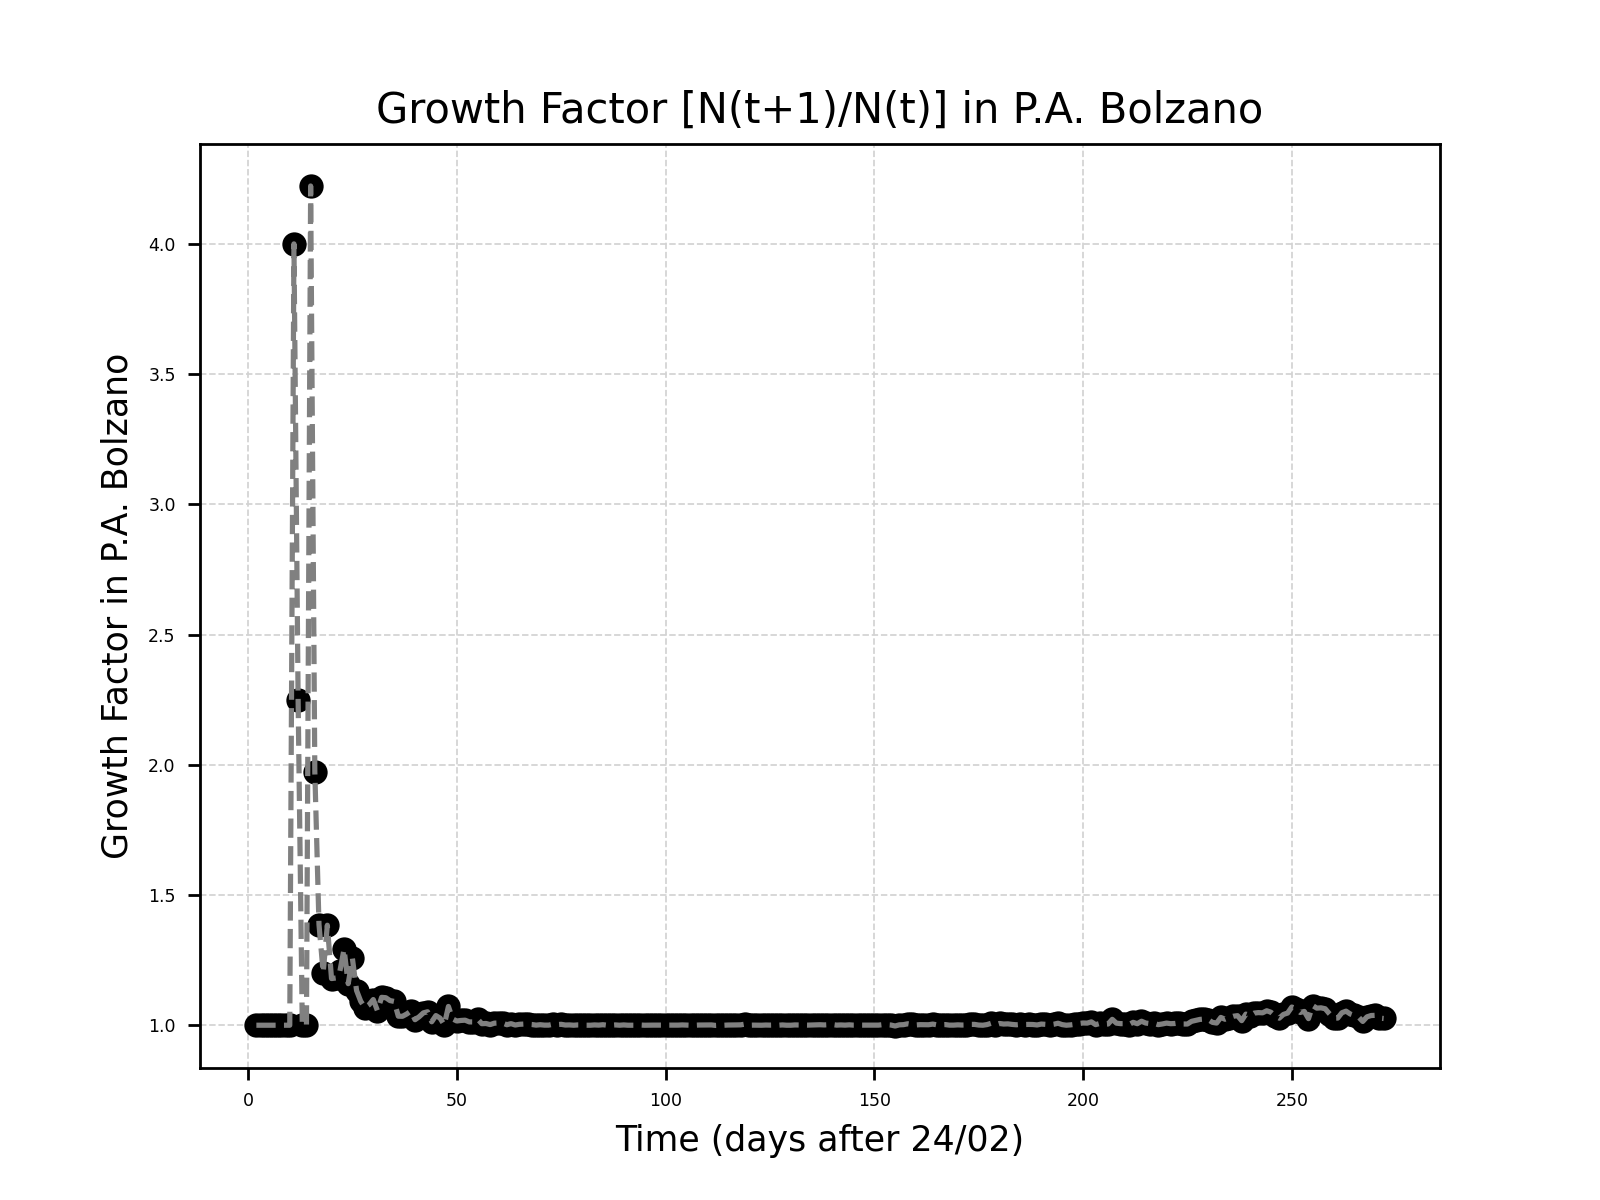 Growth Factor [N(t+1)/N(t)] in P.A. Bolzano
Growth Factor in P.A. Bolzano
4.0
3.5
3.0
2.5
2.0
1.5
1.0
0 50 100 150 200 250
Time (days after 24/02)